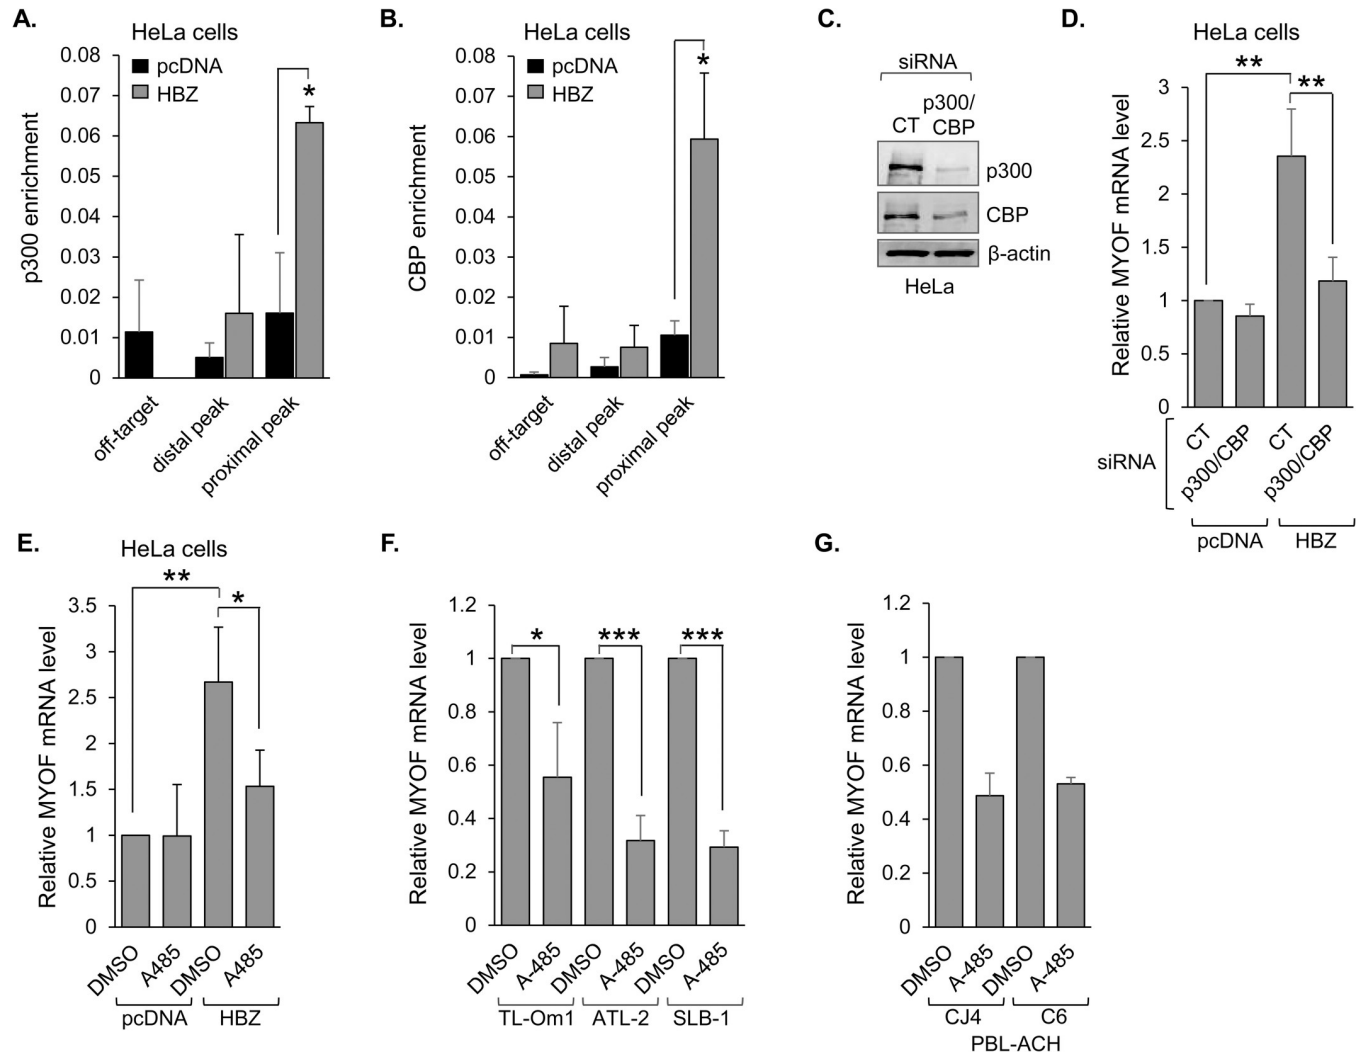 A.
HeLa cells
pcDNA
HBZ
*
p300 enrichment
0.08
0.07
0.06
0.05
0.04
0.03
0.02
0.01
0
off-target
distal peak
proximal peak
B.
HeLa cells
pcDNA
HBZ
*
CBP enrichment
0.08
0.07
0.06
0.05
0.04
0.03
0.02
0.01
0
off-target
distal peak
proximal peak
C.
siRNA
CT
p300/
CBP
p300
CBP
β-actin
HeLa
D.
HeLa cells
**
**
Relative MYOF mRNA level
3
2.5
2
1.5
1
0.5
0
siRNA
CT
p300/CBP
CT
p300/CBP
pcDNA
HBZ
E.
HeLa cells
**
*
Relative MYOF mRNA level
3.5
3
2.5
2
1.5
1
0.5
0
DMSO
A485
DMSO
A485
pcDNA
HBZ
F.
*
***
***
Relative MYOF mRNA level
1.2
1
0.8
0.6
0.4
0.2
0
DMSO
A-485
DMSO
A-485
DMSO
A-485
TL-Om1
ATL-2
SLB-1
G.
Relative MYOF mRNA level
1.2
1
0.8
0.6
0.4
0.2
0
DMSO
A-485
DMSO
A-485
CJ4
C6
PBL-ACH